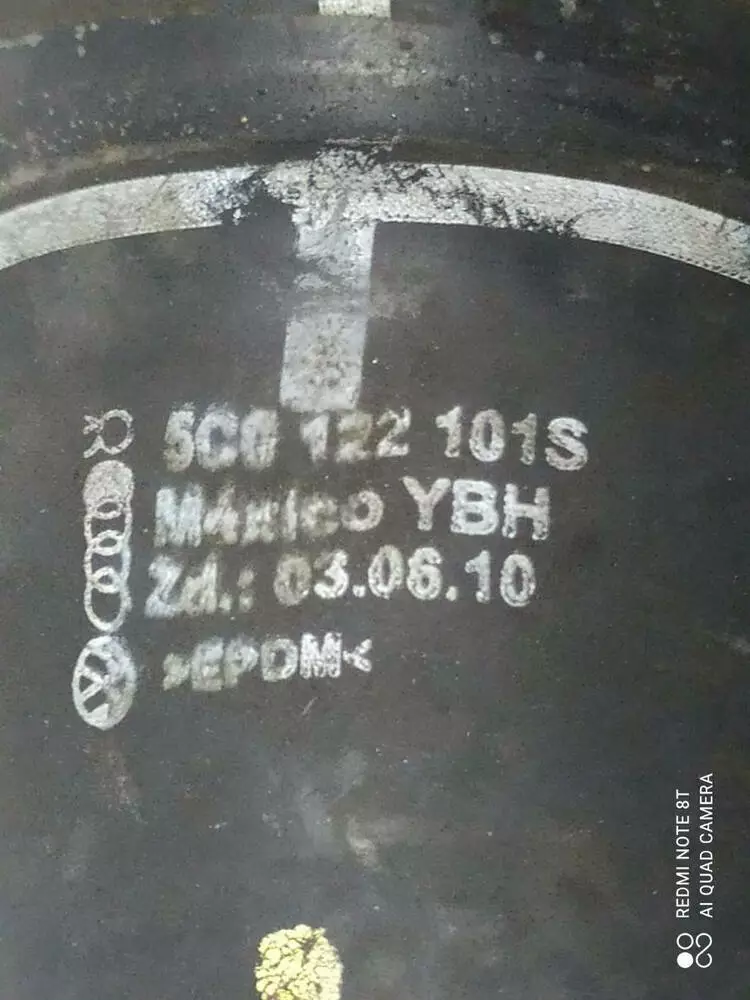 5C0 122 101S
México YBH
Zd.: 03.06.10
>EPDM<
REDMI NOTE 8T
AI QUAD CAMERA